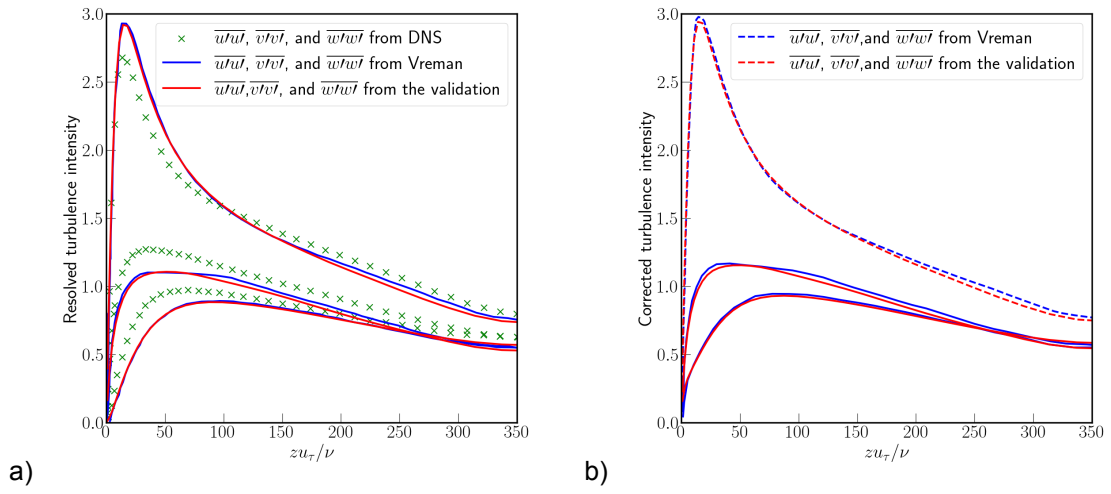 3.0
2.5
2.0
1.5
1.0
0.5
0.0
Resolved turbulence intensity
u′u′, v′v′, and w′w′ from DNS
u′u′, v′v′, and w′w′ from Vreman
u′u′,v′v′, and w′w′ from the validation
0 50 100 150 200 250 300 350
zu_τ/ν
a)
3.0
2.5
2.0
1.5
1.0
0.5
0.0
Corrected turbulence intensity
u′u′, v′v′,and w′w′ from Vreman
u′u′, v′v′,and w′w′ from the validation
0 50 100 150 200 250 300 350
zu_τ/ν
b)